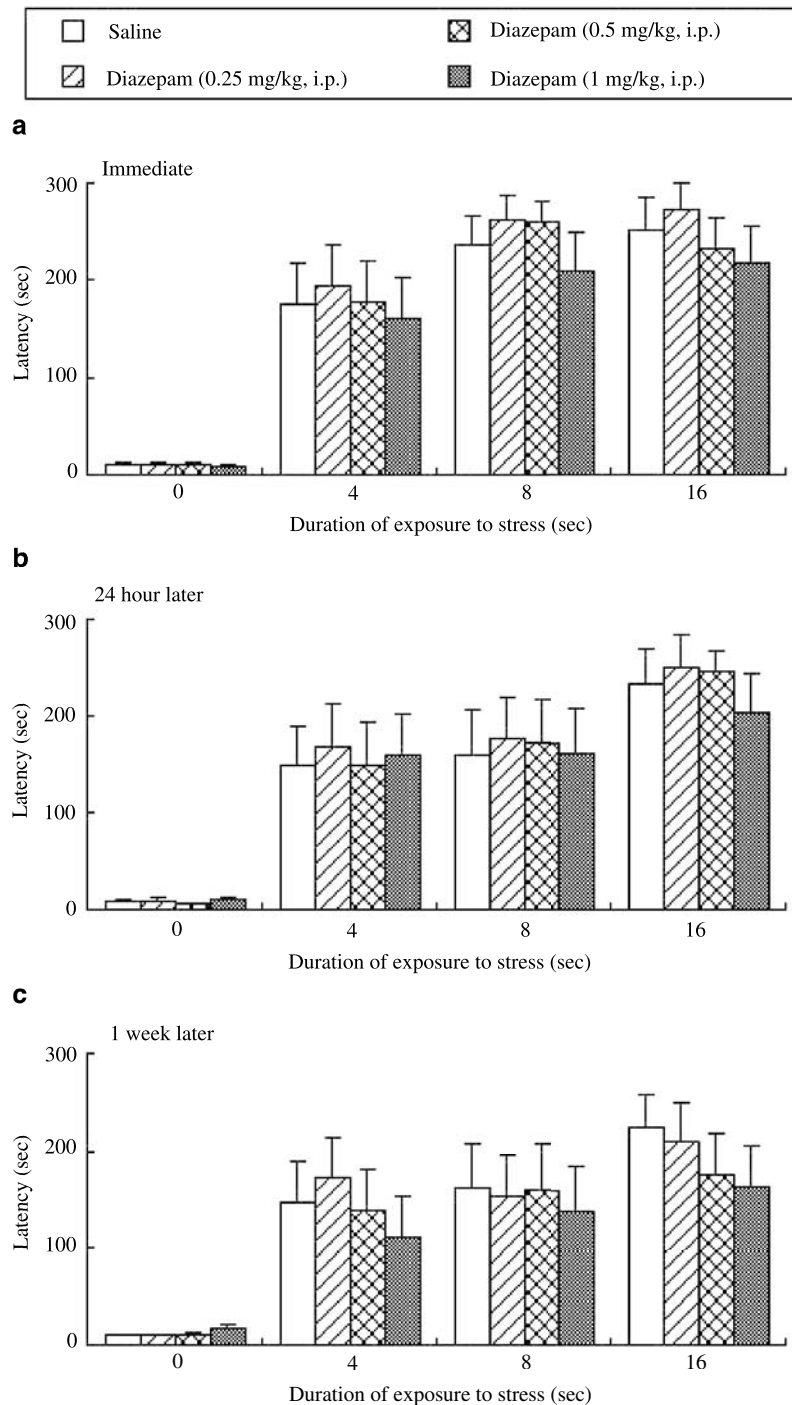 Saline
Diazepam (0.5 mg/kg, i.p.)
Diazepam (0.25 mg/kg, i.p.)
Diazepam (1 mg/kg, i.p.)
a
Immediate
300
200
100
0
Latency (sec)
0 4 8 16
Duration of exposure to stress (sec)
b
24 hour later
300
200
100
0
Latency (sec)
0 4 8 16
Duration of exposure to stress (sec)
c
1 week later
300
200
100
0
Latency (sec)
0 4 8 16
Duration of exposure to stress (sec)